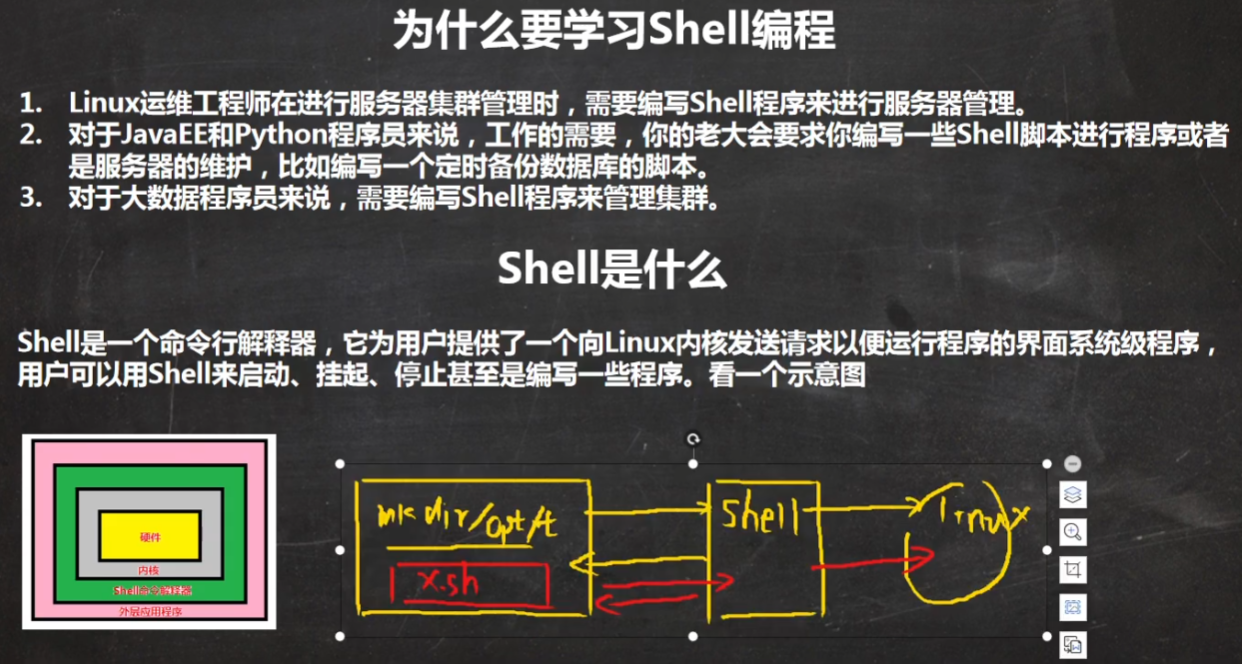 为什么要学习Shell编程
1. Linux运维工程师在进行服务器集群管理时，需要编写Shell程序来进行服务器管理。
2. 对于JavaEE和Python程序员来说，工作的需要，你的老大会要求你编写一些Shell脚本进行程序或者
是服务器的维护，比如编写一个定时备份数据库的脚本。
3. 对于大数据程序员来说，需要编写Shell程序来管理集群。
Shell是什么
Shell是一个命令行解释器，它为用户提供了一个向Linux内核发送请求以便运行程序的界面系统级程序，
用户可以用Shell来启动、挂起、停止甚至是编写一些程序。看一个示意图
硬件
内核
Shell命令解释器
外层应用程序
mkdir/opt/t
x.sh
shell
linux